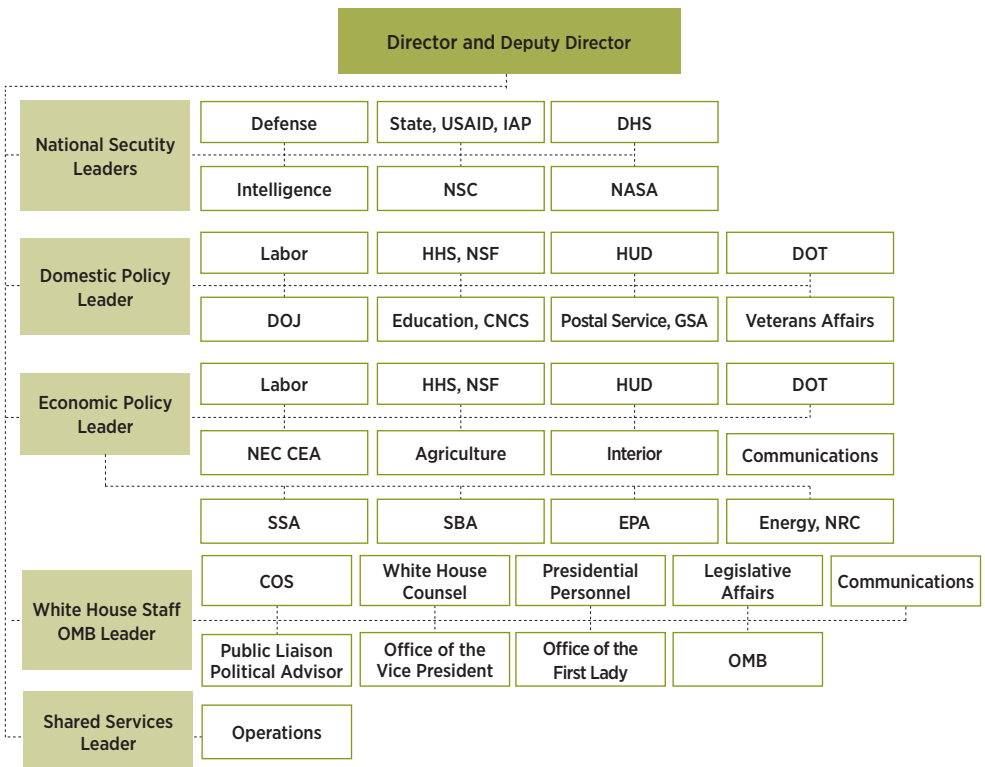 Director and Deputy Director
National Secutity
Leaders
Defense
State, USAID, IAP
DHS
Intelligence
NSC
NASA
Domestic Policy
Leader
Labor
HHS, NSF
HUD
DOT
DOJ
Education, CNCS
Postal Service, GSA
Veterans Affairs
Economic Policy
Leader
Labor
HHS, NSF
HUD
DOT
NEC CEA
Agriculture
Interior
Communications
SSA
SBA
EPA
Energy, NRC
White House Staff
OMB Leader
COS
White House
Counsel
Presidential
Personnel
Legislative
Affairs
Communications
Public Liaison
Political Advisor
Office of the
Vice President
Office of the
First Lady
OMB
Shared Services
Leader
Operations